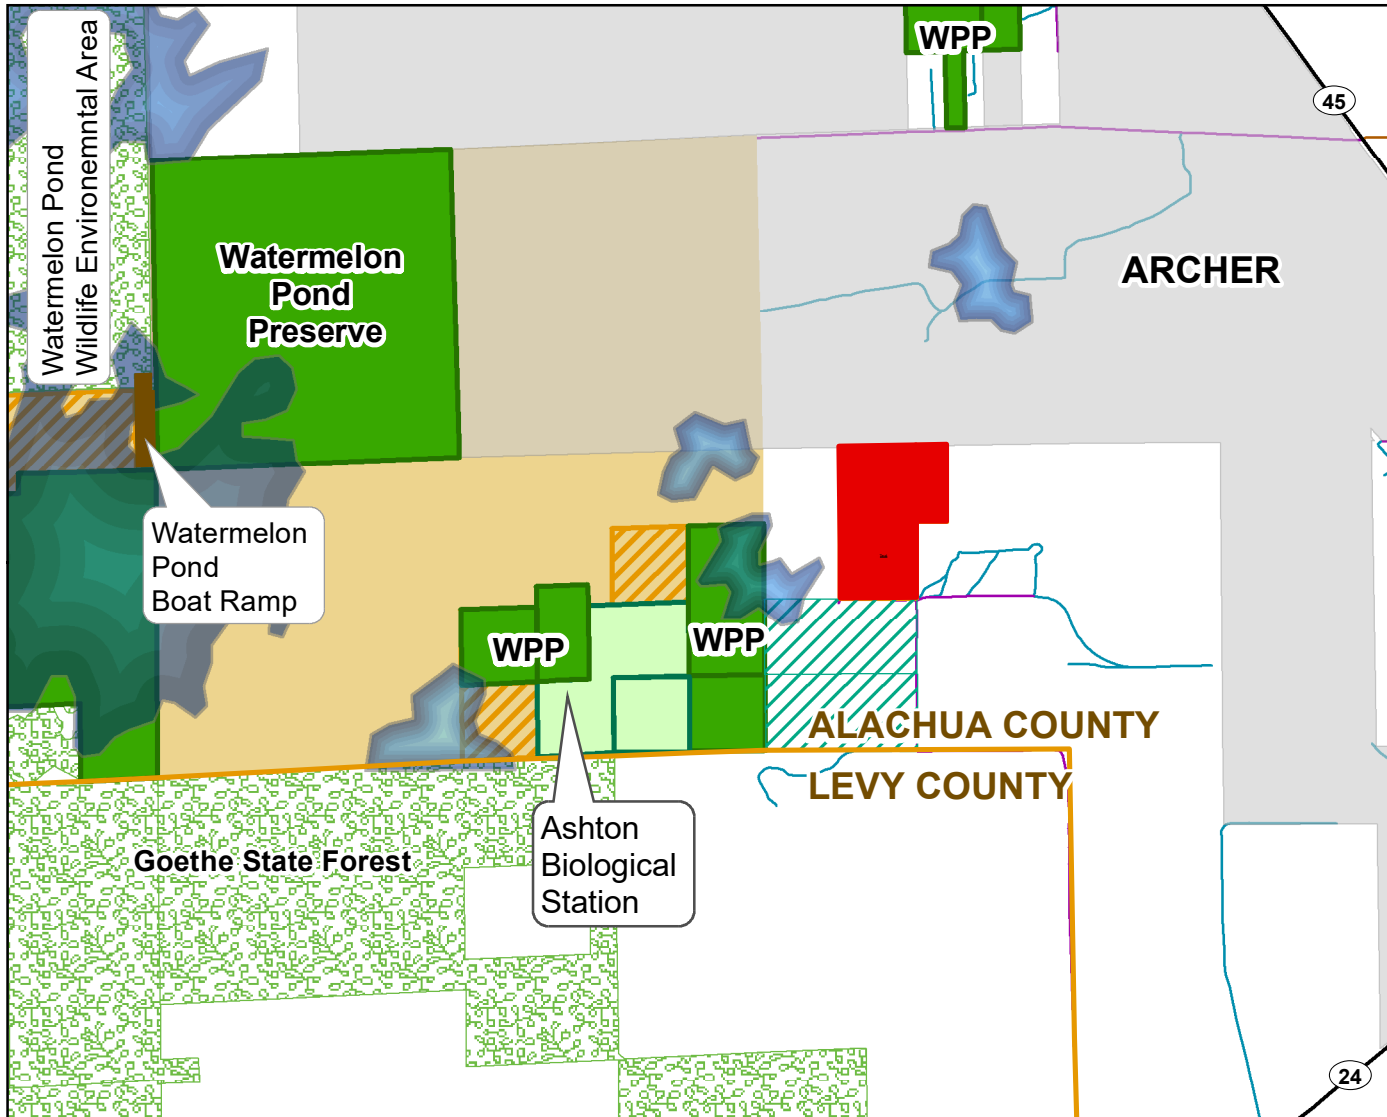 Watermelon Pond
Wildlife Environemntal Area
WPP
45
Watermelon
Pond
Preserve
ARCHER
Watermelon
Pond
Boat Ramp
WPP
WPP
ALACHUA COUNTY
LEVY COUNTY
Ashton
Biological
Station
Goethe State Forest
24